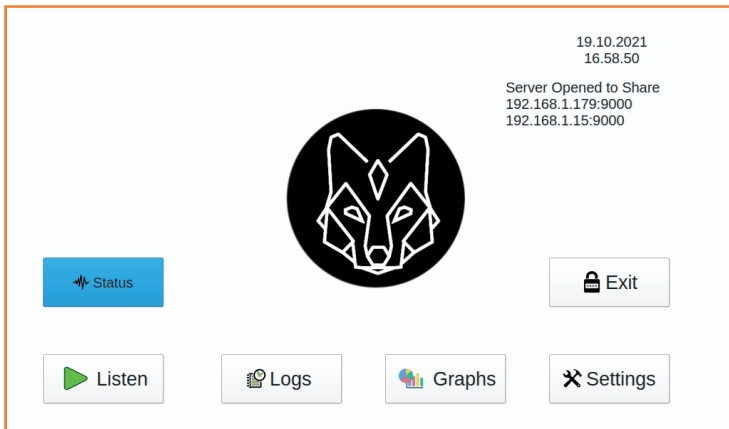 19.10.2021
16.58.50
Server Opened to Share
192.168.1.179:9000
192.168.1.15:9000
Status
Exit
Listen
Logs
Graphs
Settings